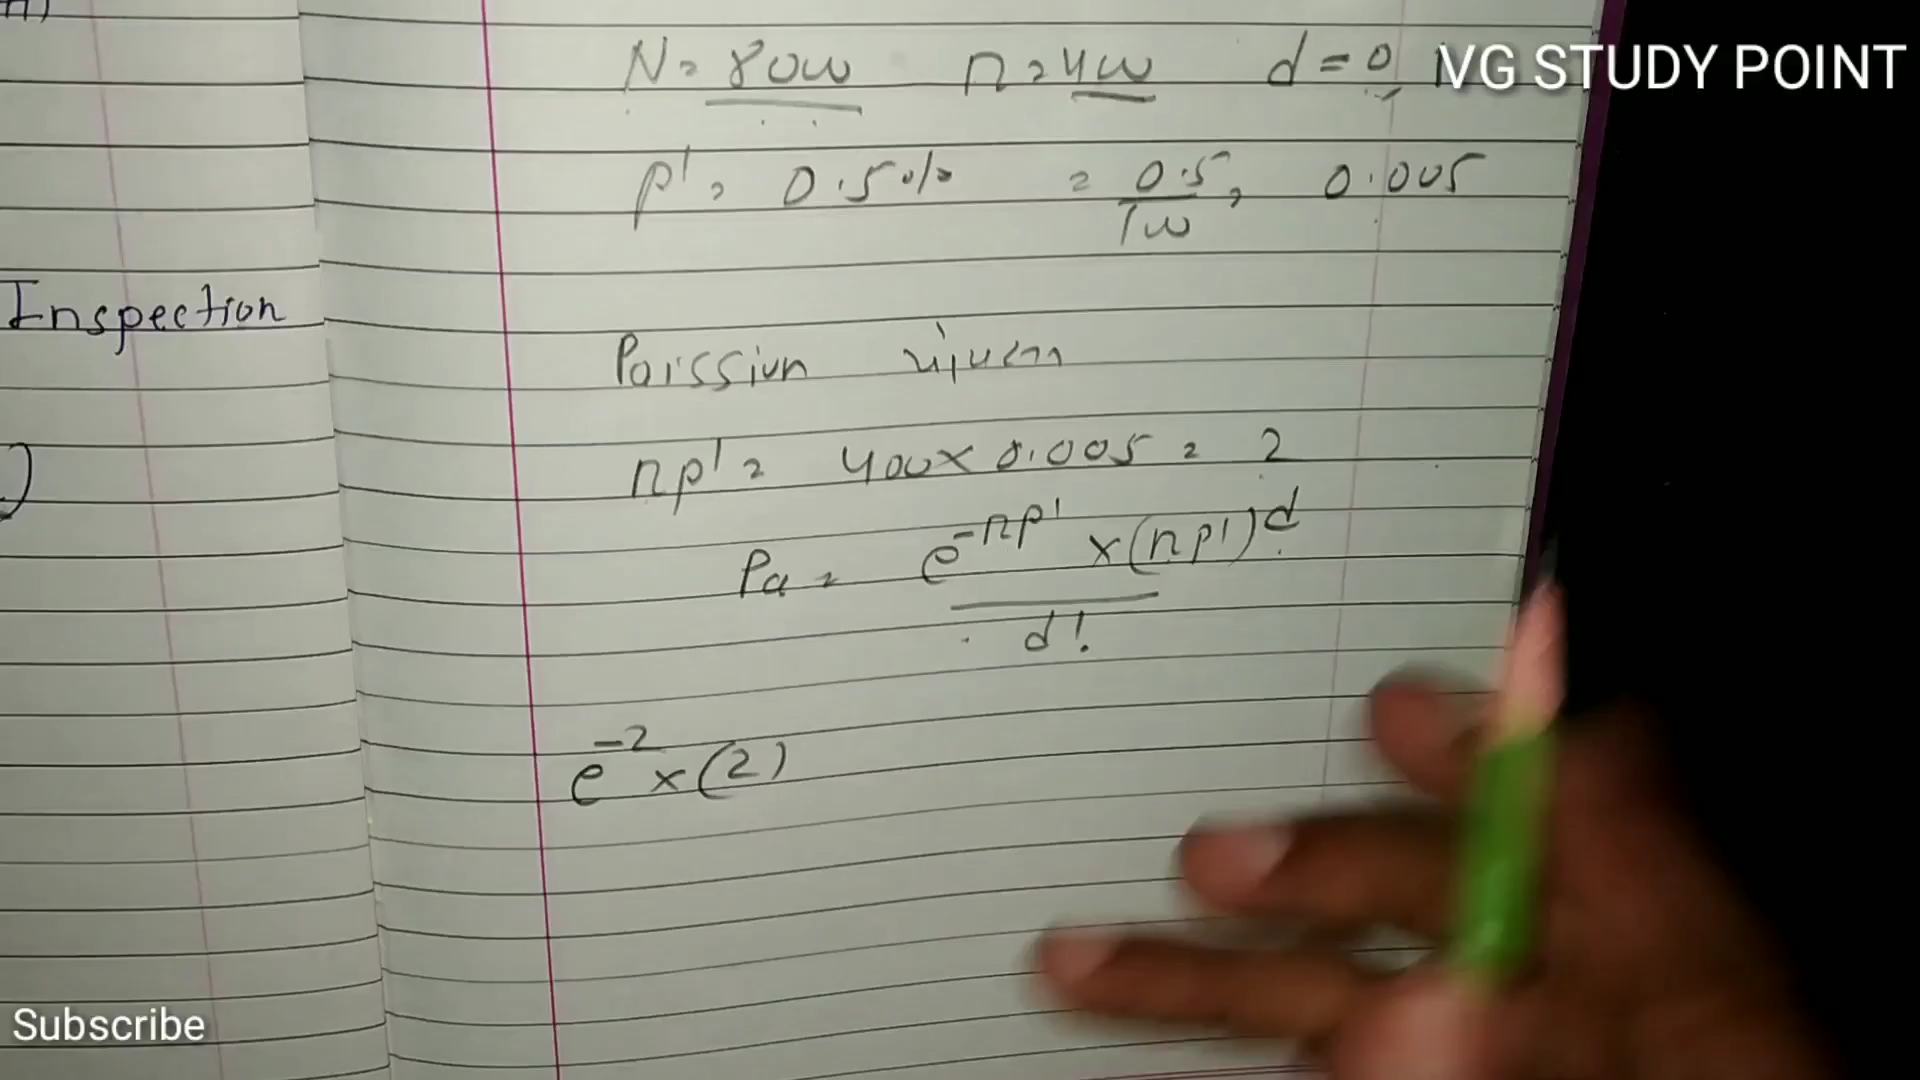 N = 8000 n = 400 d = 0
VG STUDY POINT
p' = 0.5% = 0.5/100, 0.005
Inspection
Poission
np' = 400 × 0.005 = 2
Pa = e^-np' × (np')^d / d!
e^-2 × (2)
Subscribe